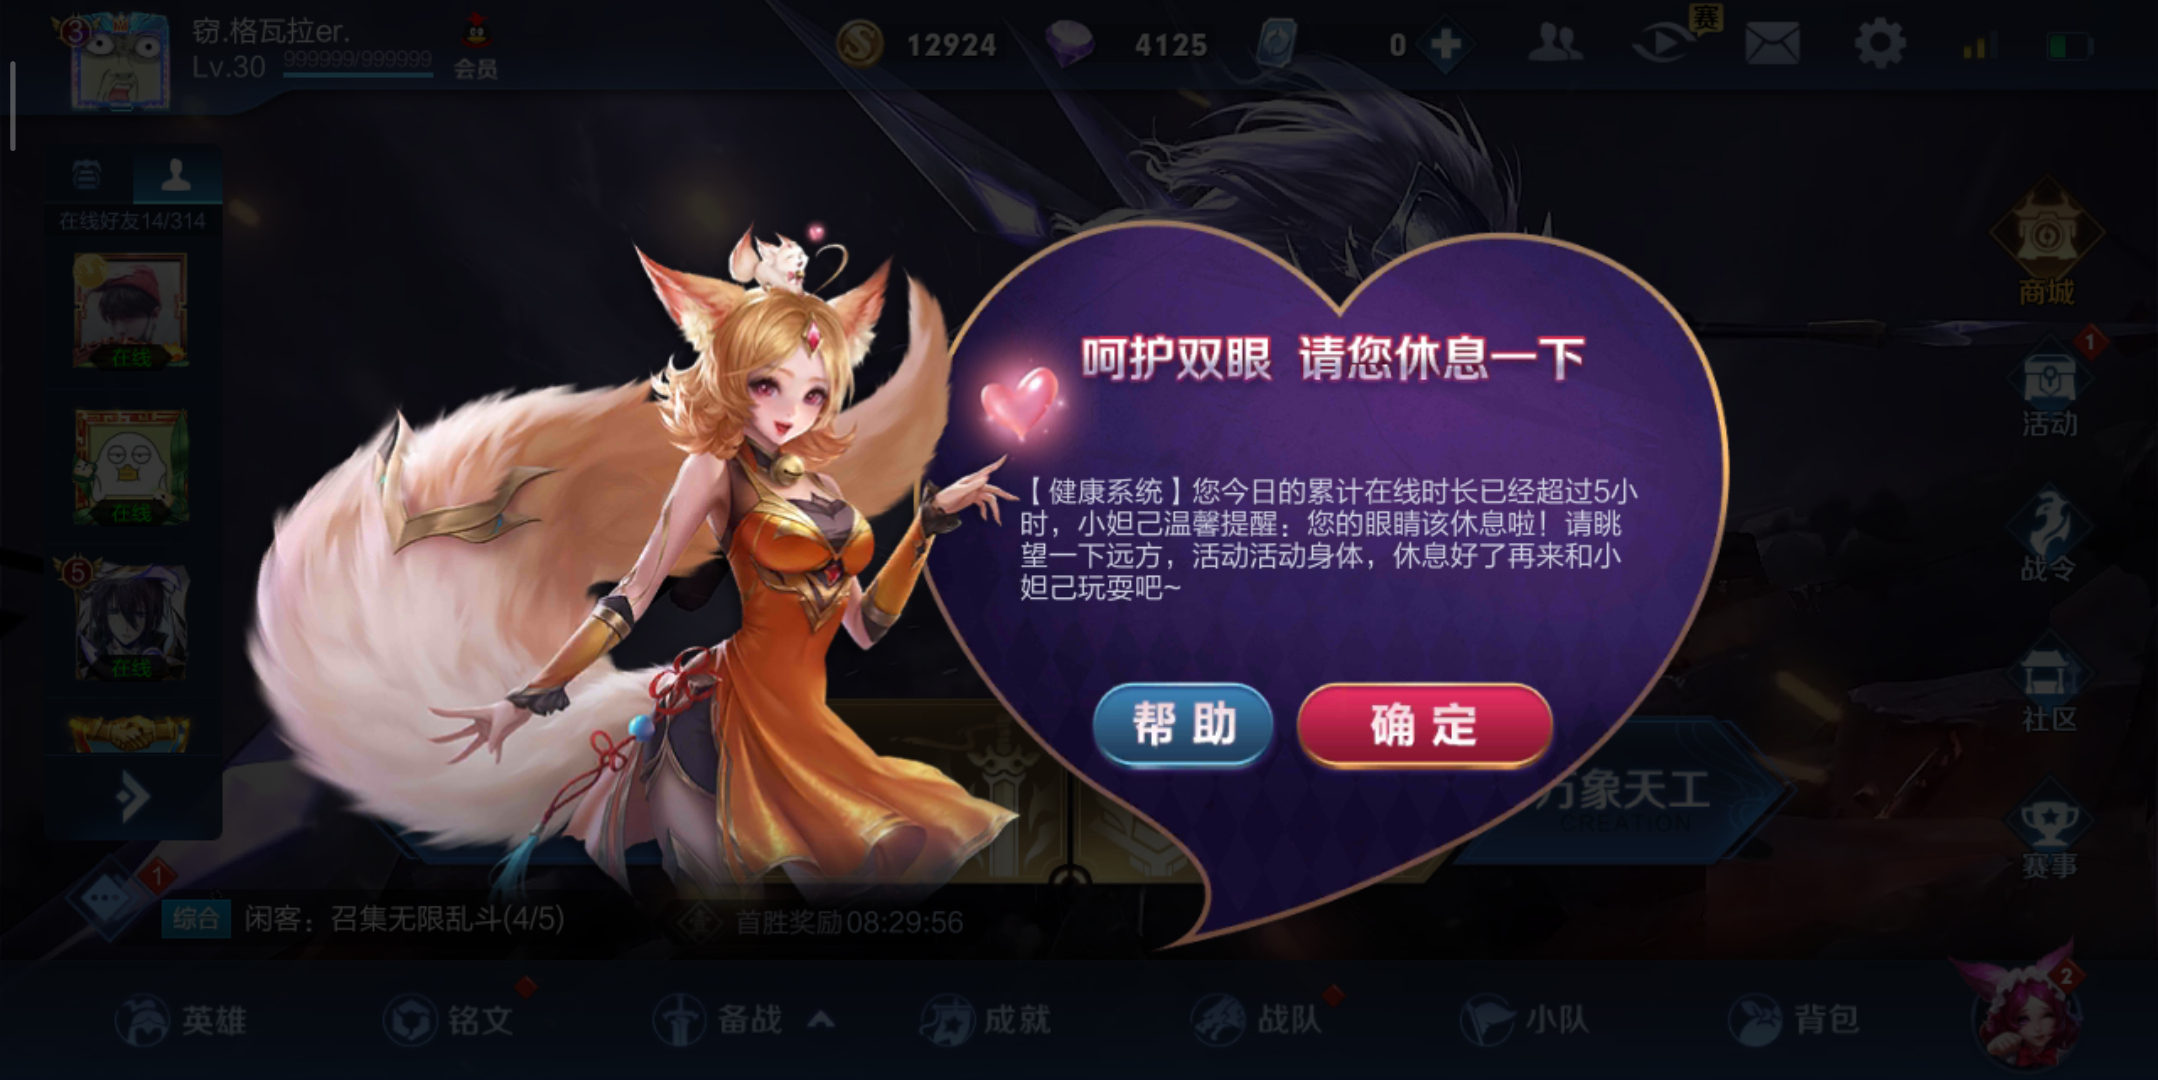 3
窃.格瓦拉er.
Lv.30
999999/999999
会员
12924
4125
0
赛
在线好友14/314
在线
在线
5
在线
商城
1
活动
战令
社区
赛事
呵护双眼 请您休息一下
【健康系统】您今日的累计在线时长已经超过5小
时，小妲己温馨提醒：您的眼睛该休息啦！请眺
望一下远方，活动活动身体，休息好了再来和小
妲己玩耍吧~
帮助
确定
万象天工
CREATION
1
综合
闲客：召集无限乱斗(4/5)
首胜奖励08:29:56
英雄
铭文
备战
成就
战队
小队
背包
2